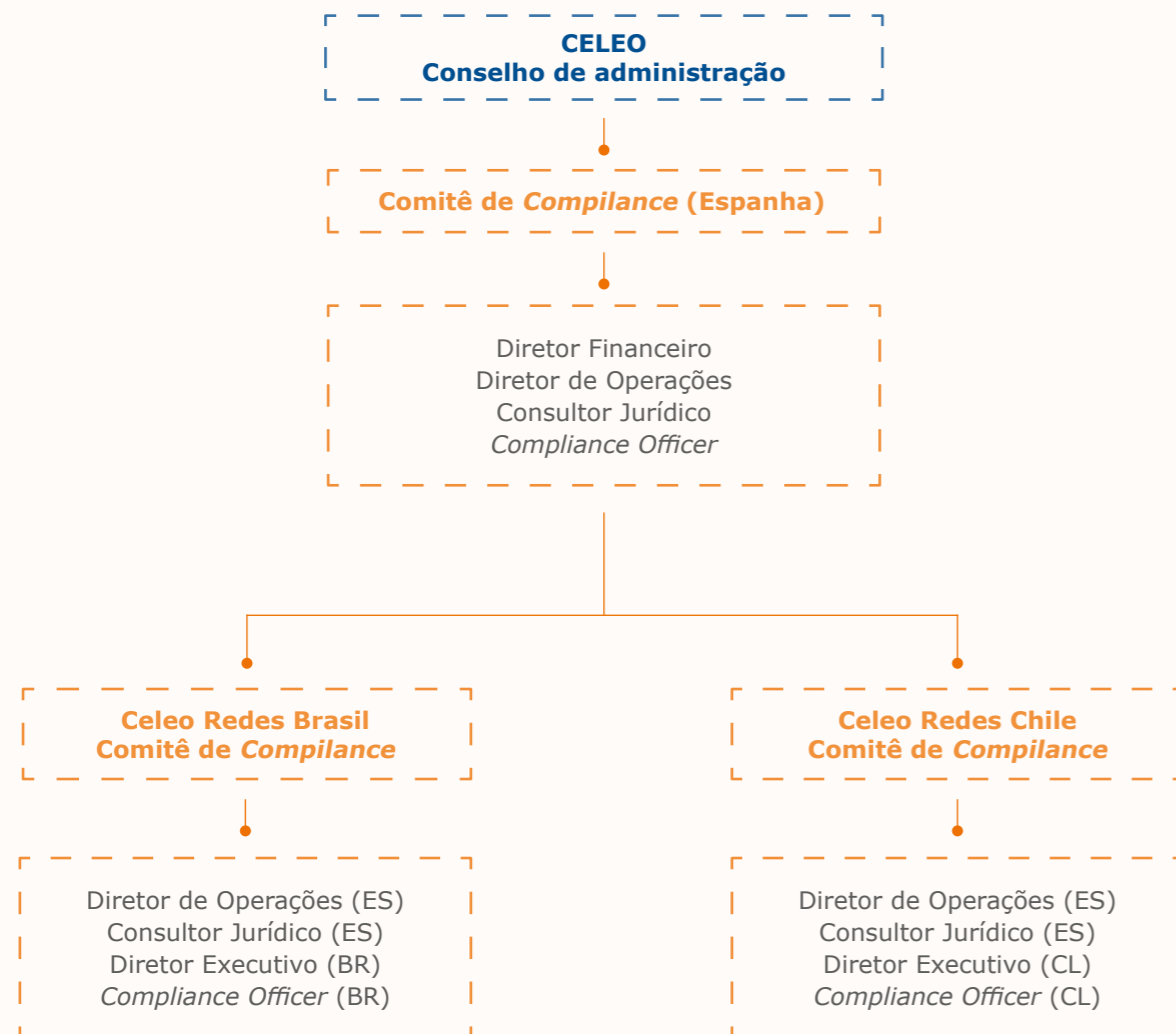 CELEO
Conselho de administração
Comitê de Compilance (Espanha)
Diretor Financeiro
Diretor de Operações
Consultor Jurídico
Compliance Officer
Celeo Redes Brasil
Comitê de Compilance
Celeo Redes Chile
Comitê de Compilance
Diretor de Operações (ES)
Consultor Jurídico (ES)
Diretor Executivo (BR)
Compliance Officer (BR)
Diretor de Operações (ES)
Consultor Jurídico (ES)
Diretor Executivo (CL)
Compliance Officer (CL)